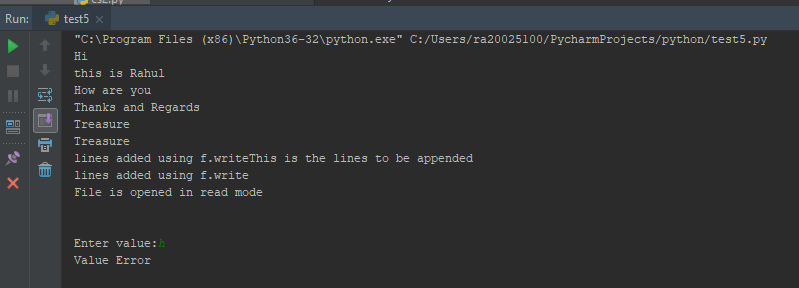 cs2.py
Run: test5
"C:\Program Files (x86)\Python36-32\python.exe" C:/Users/ra20025100/PycharmProjects/python/test5.py
Hi
this is Rahul
How are you
Thanks and Regards
Treasure
Treasure
lines added using f.writeThis is the lines to be appended
lines added using f.write
File is opened in read mode
Enter value:h
Value Error